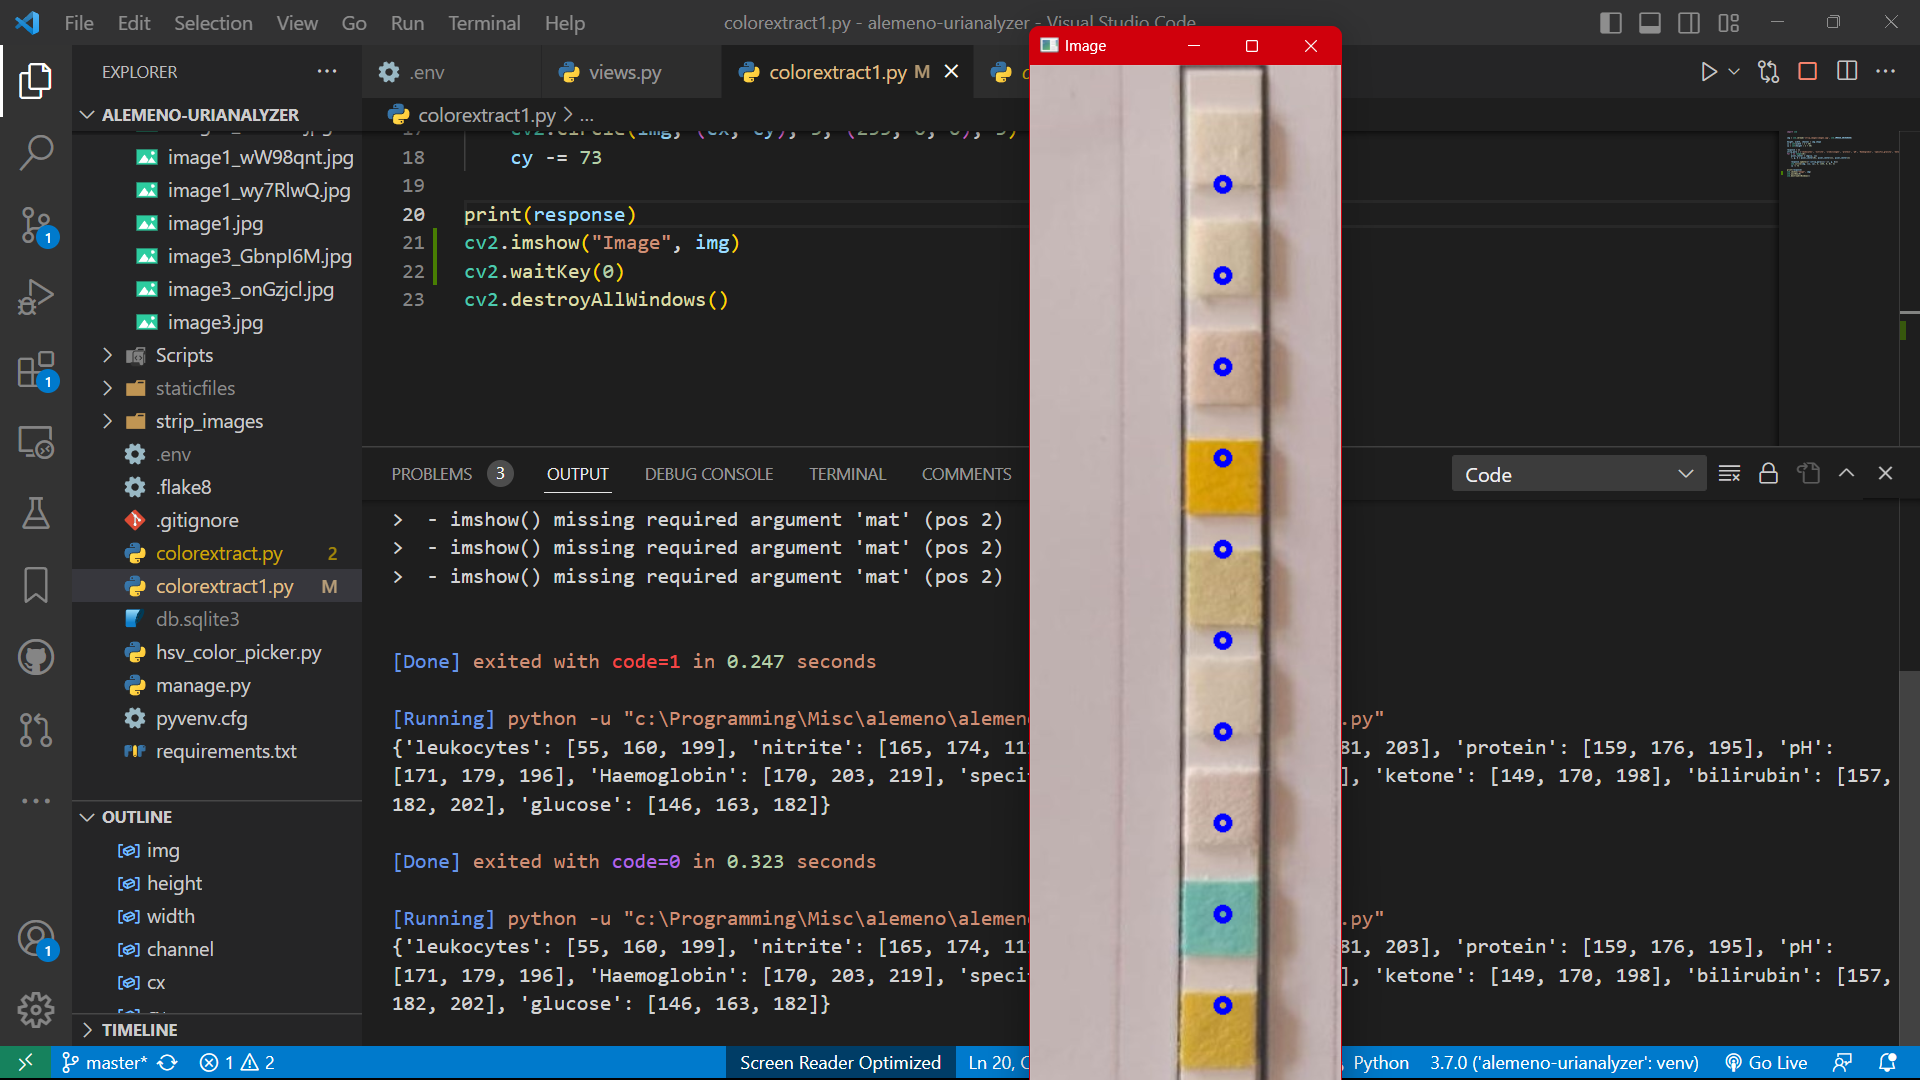 File Edit Selection View Go Run Terminal Help
colorextract1.py - alemeno-urianalyzer - Visual Studio Code
Image
EXPLORER
ALEMENO-URIANALYZER
image1_wW98qnt.jpg
image1_wy7RlwQ.jpg
image1.jpg
image3_GbnpI6M.jpg
image3_onGzjcl.jpg
image3.jpg
Scripts
staticfiles
strip_images
.env
.flake8
.gitignore
colorextract.py 2
colorextract1.py M
db.sqlite3
hsv_color_picker.py
manage.py
pyvenv.cfg
requirements.txt
OUTLINE
img
height
width
channel
cx
TIMELINE
1
1
1
.env
views.py
colorextract1.py M
colorextract1.py > ...
18 cy -= 73
19
20 print(response)
21 cv2.imshow("Image", img)
22 cv2.waitKey(0)
23 cv2.destroyAllWindows()
PROBLEMS 3 OUTPUT DEBUG CONSOLE TERMINAL COMMENTS
Code
> - imshow() missing required argument 'mat' (pos 2)
> - imshow() missing required argument 'mat' (pos 2)
> - imshow() missing required argument 'mat' (pos 2)
[Done] exited with code=1 in 0.247 seconds
[Running] python -u "c:\Programming\Misc\alemeno\alemen .py"
{'leukocytes': [55, 160, 199], 'nitrite': [165, 174, 11 81, 203], 'protein': [159, 176, 195], 'pH':
[171, 179, 196], 'Haemoglobin': [170, 203, 219], 'speci ], 'ketone': [149, 170, 198], 'bilirubin': [157,
182, 202], 'glucose': [146, 163, 182]}
[Done] exited with code=0 in 0.323 seconds
[Running] python -u "c:\Programming\Misc\alemeno\alemen .py"
{'leukocytes': [55, 160, 199], 'nitrite': [165, 174, 11 81, 203], 'protein': [159, 176, 195], 'pH':
[171, 179, 196], 'Haemoglobin': [170, 203, 219], 'speci ], 'ketone': [149, 170, 198], 'bilirubin': [157,
182, 202], 'glucose': [146, 163, 182]}
master* 1 2
Screen Reader Optimized
Ln 20,
Python
3.7.0 ('alemeno-urianalyzer': venv)
Go Live